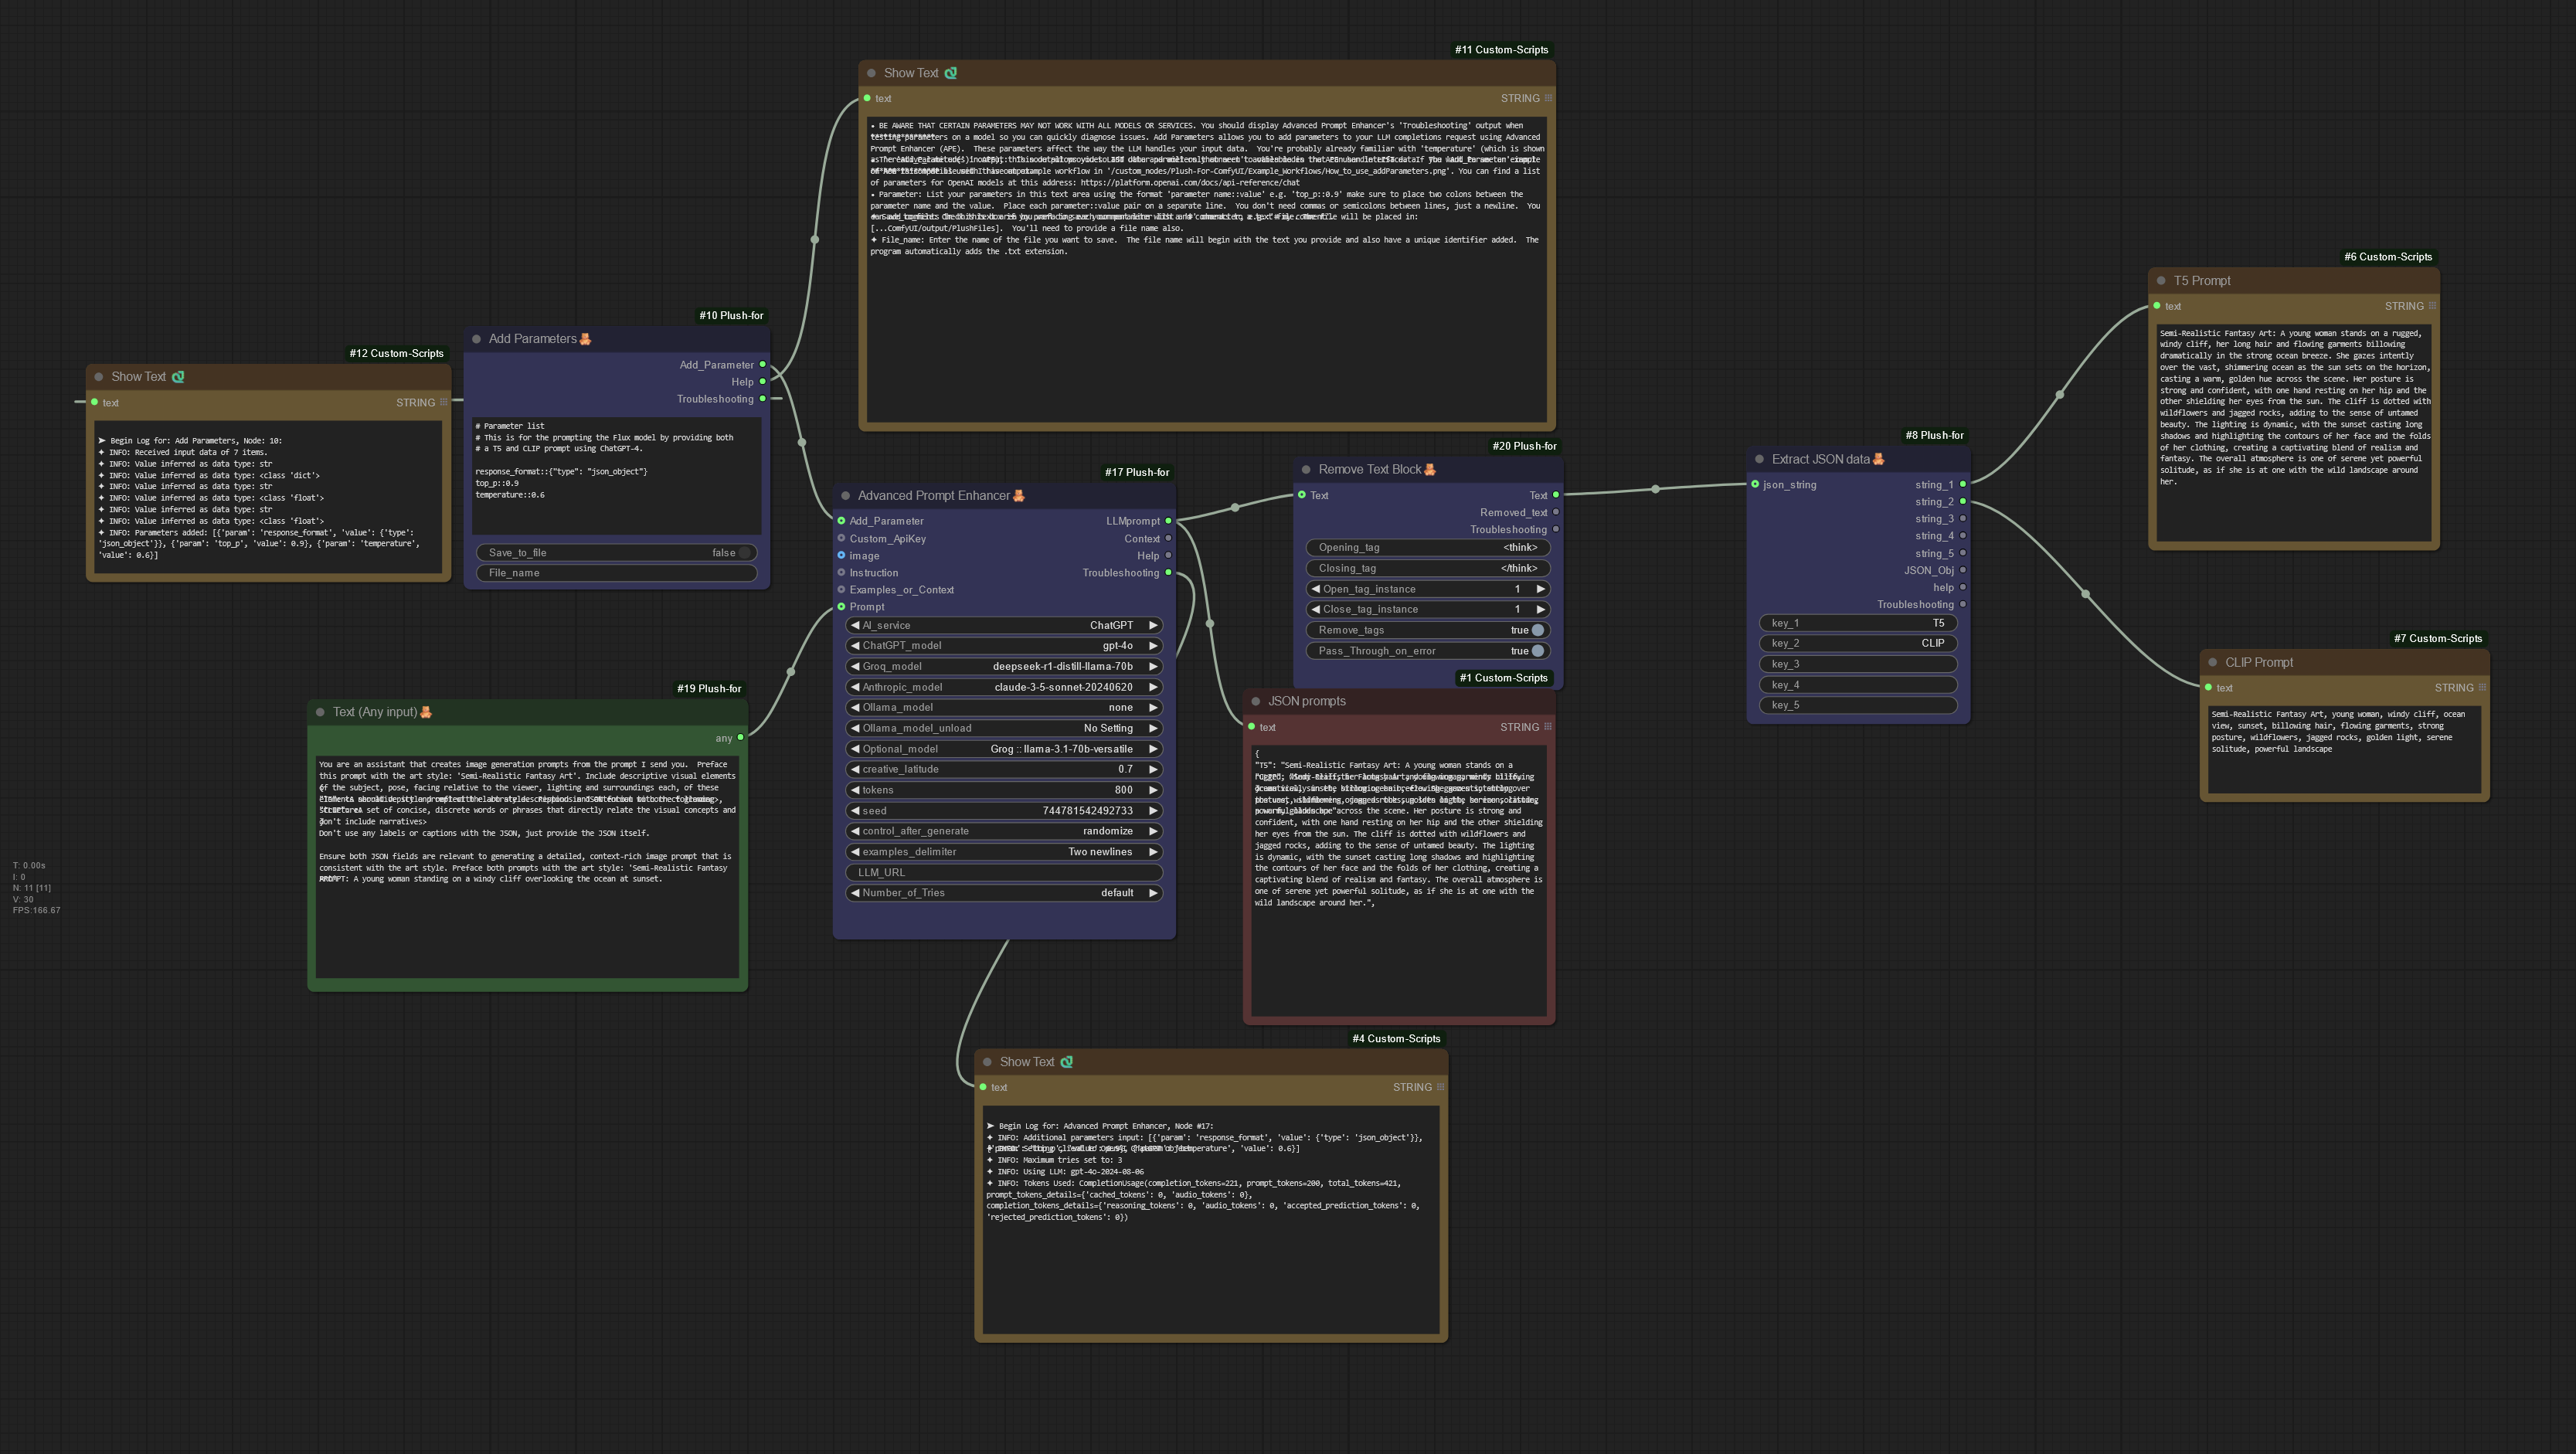 #11 Custom-Scripts
Show Text
text
STRING
• BE AWARE THAT CERTAIN PARAMETERS MAY NOT WORK WITH ALL MODELS OR SERVICES. You should display Advanced Prompt Enhancer's 'Troubleshooting' output when
testing parameters on a model so you can quickly diagnose issues. Add Parameters allows you to add parameters to your LLM completions request using Advanced
Prompt Enhancer (APE).  These parameters affect the way the LLM handles your input data.  You're probably already familiar with 'temperature' (which is shown
of parameters for OpenAI models at this address: https://platform.openai.com/docs/api-reference/chat
• Parameter: List your parameters in this text area using the format 'parameter name::value' e.g. 'top_p::0.9' make sure to place two colons between the
parameter name and the value.  Place each parameter::value pair on a separate line.  You don't need commas or semicolons between lines, just a newline.  You
[...ComfyUI/output/PlushFiles].  You'll need to provide a file name also.
✦ File_name: Enter the name of the file you want to save.  The file name will begin with the text you provide and also have a unique identifier added.  The
program automatically adds the .txt extension.
#12 Custom-Scripts
Show Text
text
STRING
➤ Begin Log for: Add Parameters, Node: 10:
✦ INFO: Received input data of 7 items.
✦ INFO: Value inferred as data type: str
✦ INFO: Value inferred as data type: <class 'dict'>
✦ INFO: Value inferred as data type: str
✦ INFO: Value inferred as data type: <class 'float'>
✦ INFO: Value inferred as data type: str
✦ INFO: Value inferred as data type: <class 'float'>
✦ INFO: Parameters added: [{'param': 'response_format', 'value': {'type':
'json_object'}}, {'param': 'top_p', 'value': 0.9}, {'param': 'temperature',
'value': 0.6}]
#10 Plush-for
Add Parameters
Add_Parameter
Help
Troubleshooting
# Parameter list
# This is for the prompting the Flux model by providing both
# a T5 and CLIP prompt using ChatGPT-4.
response_format::{"type": "json_object"}
top_p::0.9
temperature::0.6
Save_to_file false
File_name
#19 Plush-for
Text (Any input)
any
You are an assistant that creates image generation prompts from the prompt I send you.  Preface
this prompt with the art style: 'Semi-Realistic Fantasy Art'. Include descriptive visual elements
of the subject, pose, facing relative to the viewer, lighting and surroundings each, of these
don't include narratives>
Don't use any labels or captions with the JSON, just provide the JSON itself.
Ensure both JSON fields are relevant to generating a detailed, context-rich image prompt that is
consistent with the art style. Preface both prompts with the art style: 'Semi-Realistic Fantasy
A young woman standing on a windy cliff overlooking the ocean at sunset.
#17 Plush-for
Advanced Prompt Enhancer
Add_Parameter LLMprompt
Custom_ApiKey Context
image Help
Instruction Troubleshooting
Examples_or_Context
Prompt
AI_service ChatGPT
ChatGPT_model gpt-4o
Groq_model deepseek-r1-distill-llama-70b
Anthropic_model claude-3-5-sonnet-20240620
Ollama_model none
Ollama_model_unload No Setting
Optional_model Groq :: llama-3.1-70b-versatile
creative_latitude 0.7
tokens 800
seed 744781542492733
control_after_generate randomize
examples_delimiter Two newlines
LLM_URL
Number_of_Tries default
#20 Plush-for
Remove Text Block
Text Text
Removed_text
Troubleshooting
Opening_tag <think>
Closing_tag </think>
Open_tag_instance 1
Close_tag_instance 1
Remove_tags true
Pass_Through_on_error true
#1 Custom-Scripts
JSON prompts
text
STRING
{
"T5": "Semi-Realistic Fantasy Art: A young woman stands on a
across the scene. Her posture is strong and
confident, with one hand resting on her hip and the other shielding
her eyes from the sun. The cliff is dotted with wildflowers and
jagged rocks, adding to the sense of untamed beauty. The lighting
is dynamic, with the sunset casting long shadows and highlighting
the contours of her face and the folds of her clothing, creating a
captivating blend of realism and fantasy. The overall atmosphere is
one of serene yet powerful solitude, as if she is at one with the
wild landscape around her.",
#8 Plush-for
Extract JSON data
json_string string_1
string_2
string_3
string_4
string_5
JSON_Obj
help
Troubleshooting
key_1 T5
key_2 CLIP
key_3
key_4
key_5
#6 Custom-Scripts
T5 Prompt
text
STRING
Semi-Realistic Fantasy Art: A young woman stands on a rugged,
windy cliff, her long hair and flowing garments billowing
dramatically in the strong ocean breeze. She gazes intently
over the vast, shimmering ocean as the sun sets on the horizon,
casting a warm, golden hue across the scene. Her posture is
strong and confident, with one hand resting on her hip and the
other shielding her eyes from the sun. The cliff is dotted with
wildflowers and jagged rocks, adding to the sense of untamed
beauty. The lighting is dynamic, with the sunset casting long
shadows and highlighting the contours of her face and the folds
of her clothing, creating a captivating blend of realism and
fantasy. The overall atmosphere is one of serene yet powerful
solitude, as if she is at one with the wild landscape around
her.
#7 Custom-Scripts
CLIP Prompt
text
STRING
Semi-Realistic Fantasy Art, young woman, windy cliff, ocean
view, sunset, billowing hair, flowing garments, strong
posture, wildflowers, jagged rocks, golden light, serene
solitude, powerful landscape
#4 Custom-Scripts
Show Text
text
STRING
➤ Begin Log for: Advanced Prompt Enhancer, Node #17:
✦ INFO: Additional parameters input: [{'param': 'response_format', 'value': {'type': 'json_object'}},
✦ INFO: Maximum tries set to: 3
✦ INFO: Using LLM: gpt-4o-2024-08-06
✦ INFO: Tokens Used: CompletionUsage(completion_tokens=221, prompt_tokens=200, total_tokens=421,
prompt_tokens_details={'cached_tokens': 0, 'audio_tokens': 0},
completion_tokens_details={'reasoning_tokens': 0, 'audio_tokens': 0, 'accepted_prediction_tokens': 0,
'rejected_prediction_tokens': 0})
T: 0.00s
I: 0
N: 11 [11]
V: 30
FPS:166.67